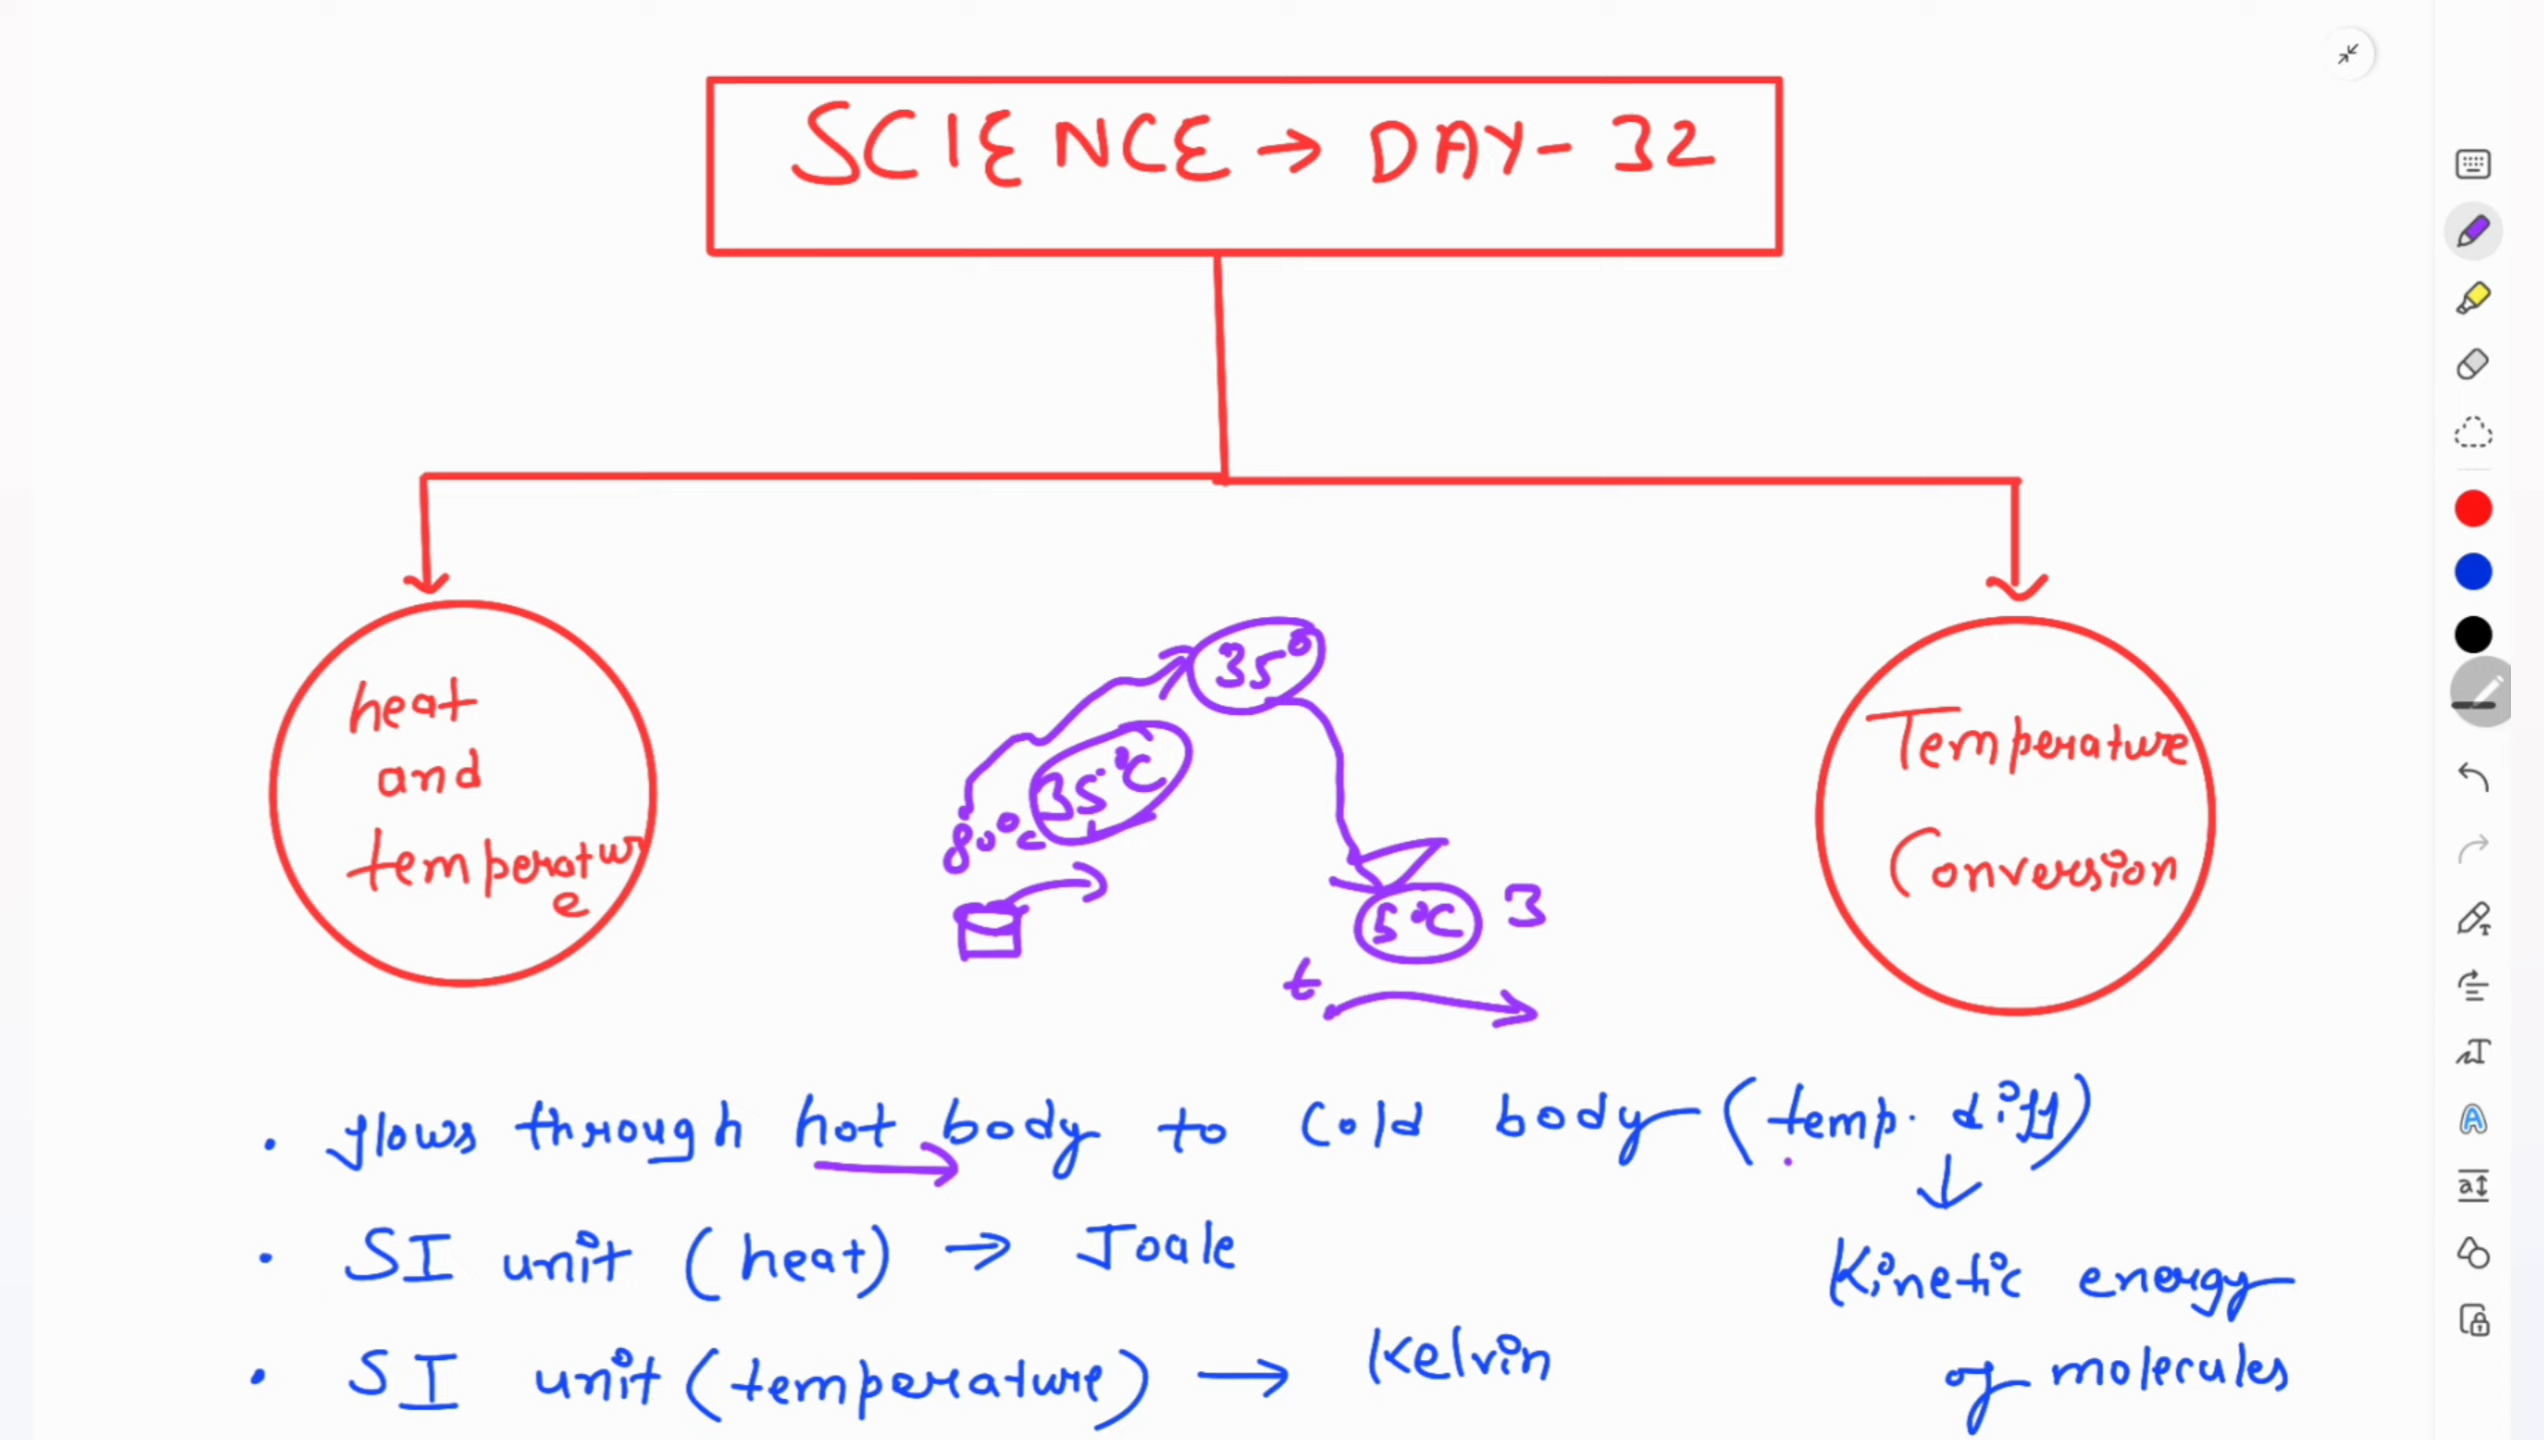 SCIENCE → DAY - 32
heat
and
temperature
35°
35°C
80°C
5°C 3
t
Temperature
Conversion
• flows through hot body to cold body (temp. diff)
↓
• SI unit (heat) → Joale
Kinetic energy
• SI unit (temperature) → Kelvin
of molecules